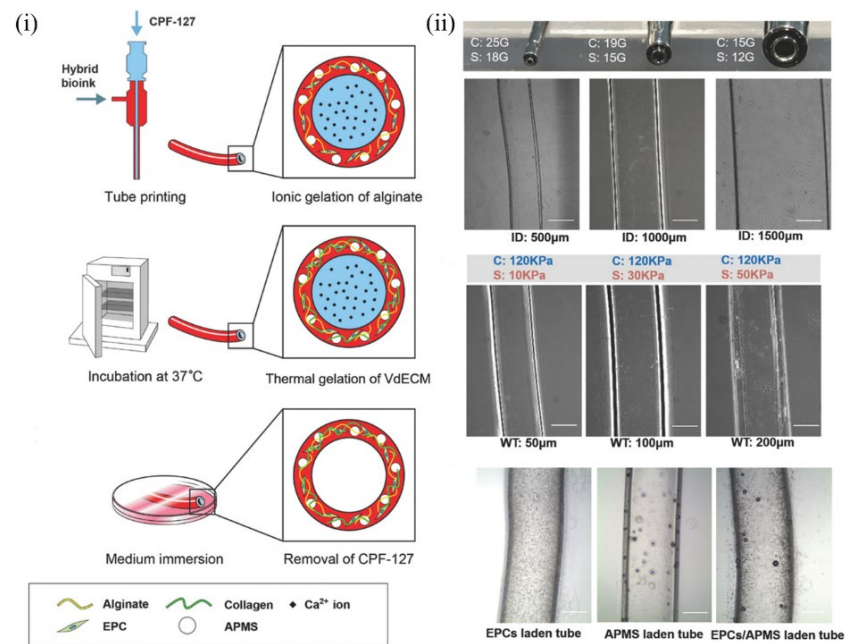 (i)
CPF-127
Hybrid
bioink
Tube printing
Ionic gelation of alginate
Incubation at 37°C
Thermal gelation of VdECM
Medium immersion
Removal of CPF-127
Alginate
Collagen
Ca2+ ion
EPC
APMS
(ii)
C: 25G
S: 18G
C: 19G
S: 15G
C: 15G
S: 12G
ID: 500μm
ID: 1000μm
ID: 1500μm
C: 120KPa
S: 10KPa
C: 120KPa
S: 30KPa
C: 120KPa
S: 50KPa
WT: 50μm
WT: 100μm
WT: 200μm
EPCs laden tube
APMS laden tube
EPCs/APMS laden tube